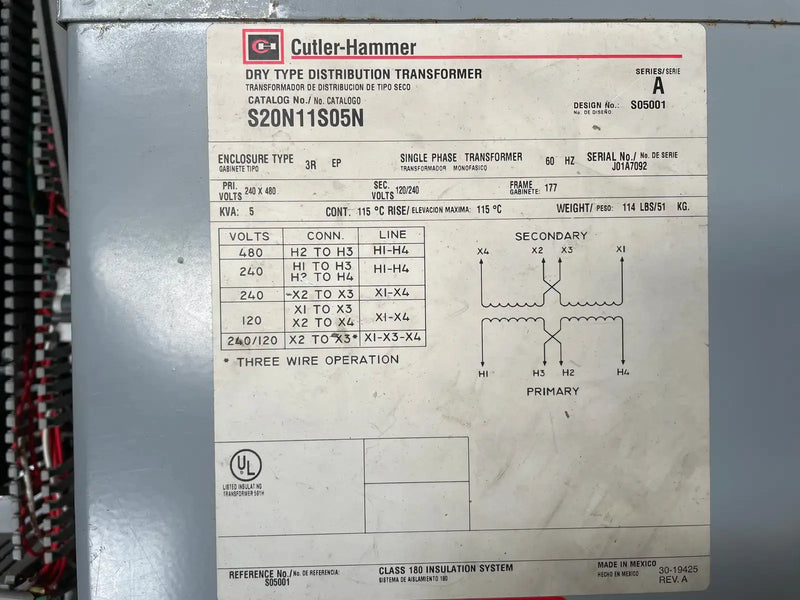 Cutler-Hammer
DRY TYPE DISTRIBUTION TRANSFORMER
TRANSFORMADOR DE DISTRIBUCION DE TIPO SECO
CATALOG No./ No. CATALOGO
S20N11S05N
SERIES/SERIE
A
DESIGN No.: S05001
No. DE DISEÑO:
ENCLOSURE TYPE 3R EP SINGLE PHASE TRANSFORMER 60 HZ SERIAL No./ No. DE SERIE
GABINETE TIPO TRANSFORMADOR MONOFASICO J01A7092
PRI. SEC. FRAME
VOLTS 240 X 480 VOLTS 120/240 GABINETE: 177
KVA: 5 CONT. 115 °C RISE/ ELEVACION MAXIMA: 115 °C WEIGHT/ PESO: 114 LBS/51 KG.
VOLTS CONN. LINE
480 H2 TO H3 H1-H4
240 H1 TO H3 H1-H4
H2 TO H4
240 X2 TO X3 X1-X4
120 X1 TO X3 X1-X4
X2 TO X4
240/120 X2 TO X3* X1-X3-X4
* THREE WIRE OPERATION
SECONDARY
X4 X2 X3 X1
H1 H3 H2 H4
PRIMARY
UL
LISTED INSULATING
TRANSFORMER 591H
REFERENCE No./ No. DE REFERENCIA:
S05001
CLASS 180 INSULATION SYSTEM
SISTEMA DE AISLAMIENTO 180
MADE IN MEXICO
HECHO EN MEXICO
30-19425
REV. A